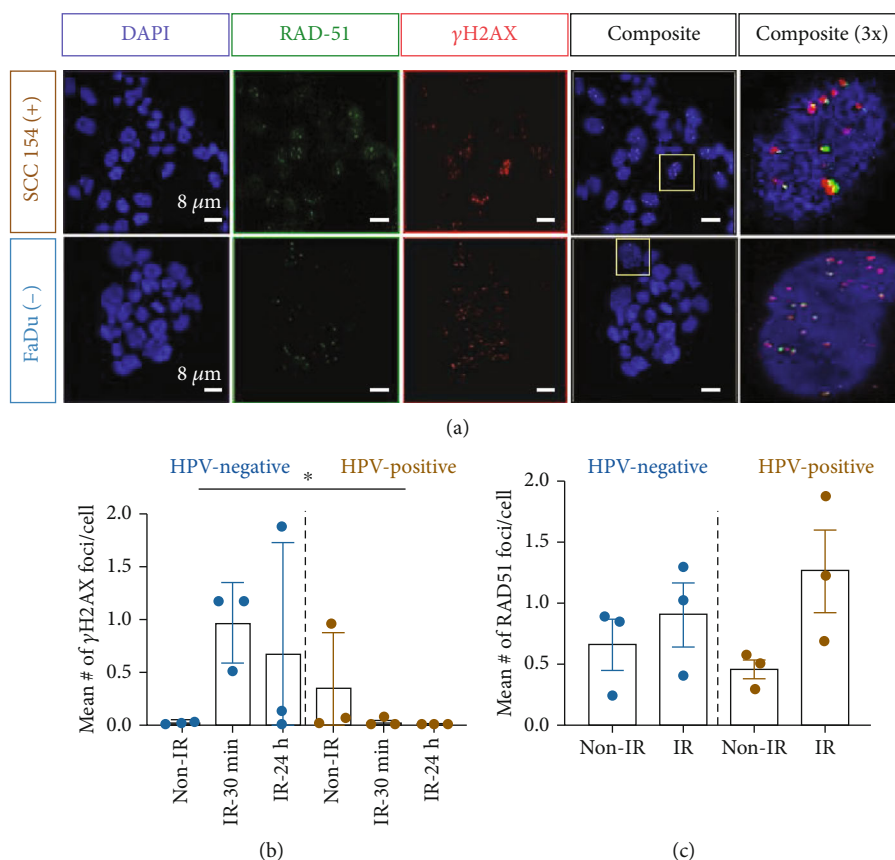 DAPI
RAD-51
γH2AX
Composite
Composite (3x)
SCC 154 (+)
8 μm
FaDu (–)
8 μm
(a)
HPV-negative
HPV-positive
*
Mean # of γH2AX foci/cell
2.0
1.5
1.0
0.5
0.0
Non-IR
IR-30 min
IR-24 h
Non-IR
IR-30 min
IR-24 h
(b)
HPV-negative
HPV-positive
Mean # of RAD51 foci/cell
2.0
1.5
1.0
0.5
0.0
Non-IR
IR
Non-IR
IR
(c)